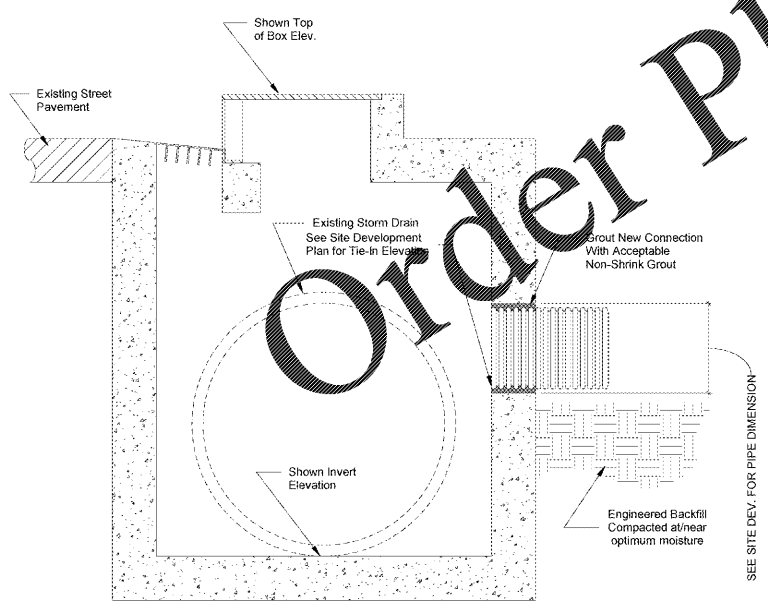 Shown Top
of Box Elev.
Existing Street
Pavement
Existing Storm Drain
See Site Development
Plan for Tie-In Elevation
Grout New Connection
With Acceptable
Non-Shrink Grout
Shown Invert
Elevation
Engineered Backfill
Compacted at/near
optimum moisture
SEE SITE DEV. FOR PIPE DIMENSION
Order P